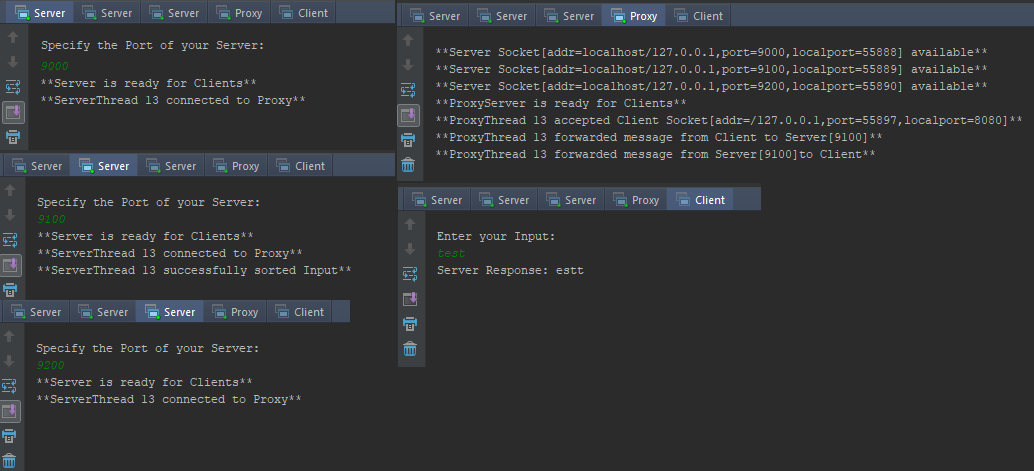 Server Server Server Proxy Client
Specify the Port of your Server:
9000
**Server is ready for Clients**
**ServerThread 13 connected to Proxy**
Server Server Server Proxy Client
Specify the Port of your Server:
9100
**Server is ready for Clients**
**ServerThread 13 connected to Proxy**
**ServerThread 13 successfully sorted Input**
Server Server Server Proxy Client
Specify the Port of your Server:
9200
**Server is ready for Clients**
**ServerThread 13 connected to Proxy**
Server Server Server Proxy Client
**Server Socket[addr=localhost/127.0.0.1,port=9000,localport=55888] available**
**Server Socket[addr=localhost/127.0.0.1,port=9100,localport=55889] available**
**Server Socket[addr=localhost/127.0.0.1,port=9200,localport=55890] available**
**ProxyServer is ready for Clients**
**ProxyThread 13 accepted Client Socket[addr=/127.0.0.1,port=55897,localport=8080]**
**ProxyThread 13 forwarded message from Client to Server[9100]**
**ProxyThread 13 forwarded message from Server[9100]to Client**
Server Server Server Proxy Client
Enter your Input:
test
Server Response: estt